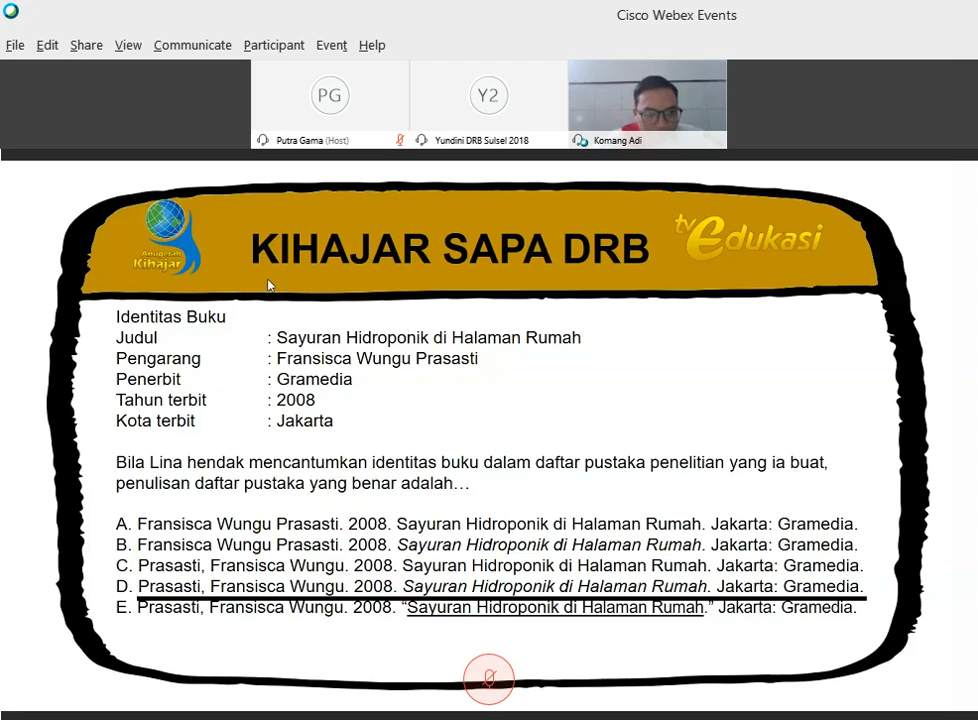 Cisco Webex Events
File Edit Share View Communicate Participant Event Help
PG
Y2
Putra Gama (Host)
Yundini DRB Sulsel 2018
Komang Adi
Anugerah
Kihajar
KIHAJAR SAPA DRB
tv Edukasi
Identitas Buku
Judul : Sayuran Hidroponik di Halaman Rumah
Pengarang : Fransisca Wungu Prasasti
Penerbit : Gramedia
Tahun terbit : 2008
Kota terbit : Jakarta
Bila Lina hendak mencantumkan identitas buku dalam daftar pustaka penelitian yang ia buat,
penulisan daftar pustaka yang benar adalah…
A. Fransisca Wungu Prasasti. 2008. Sayuran Hidroponik di Halaman Rumah. Jakarta: Gramedia.
B. Fransisca Wungu Prasasti. 2008. Sayuran Hidroponik di Halaman Rumah. Jakarta: Gramedia.
C. Prasasti, Fransisca Wungu. 2008. Sayuran Hidroponik di Halaman Rumah. Jakarta: Gramedia.
D. Prasasti, Fransisca Wungu. 2008. Sayuran Hidroponik di Halaman Rumah. Jakarta: Gramedia.
E. Prasasti, Fransisca Wungu. 2008. “Sayuran Hidroponik di Halaman Rumah.” Jakarta: Gramedia.